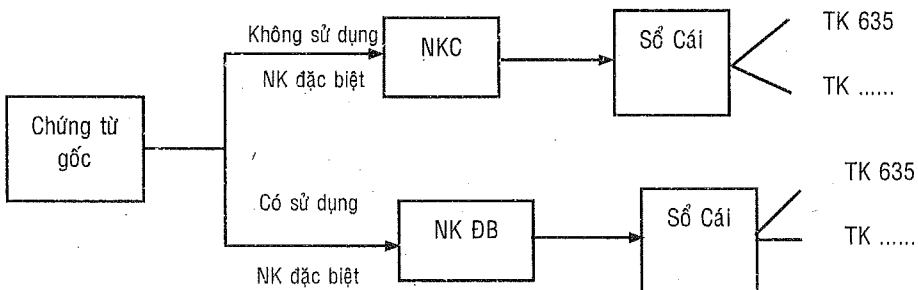 Không sử dụng
NK đặc biệt
NKC
Sổ Cái
TK 635
TK ......
Chứng từ
gốc
Có sử dụng
NK đặc biệt
NK ĐB
Sổ Cái
TK 635
TK ......